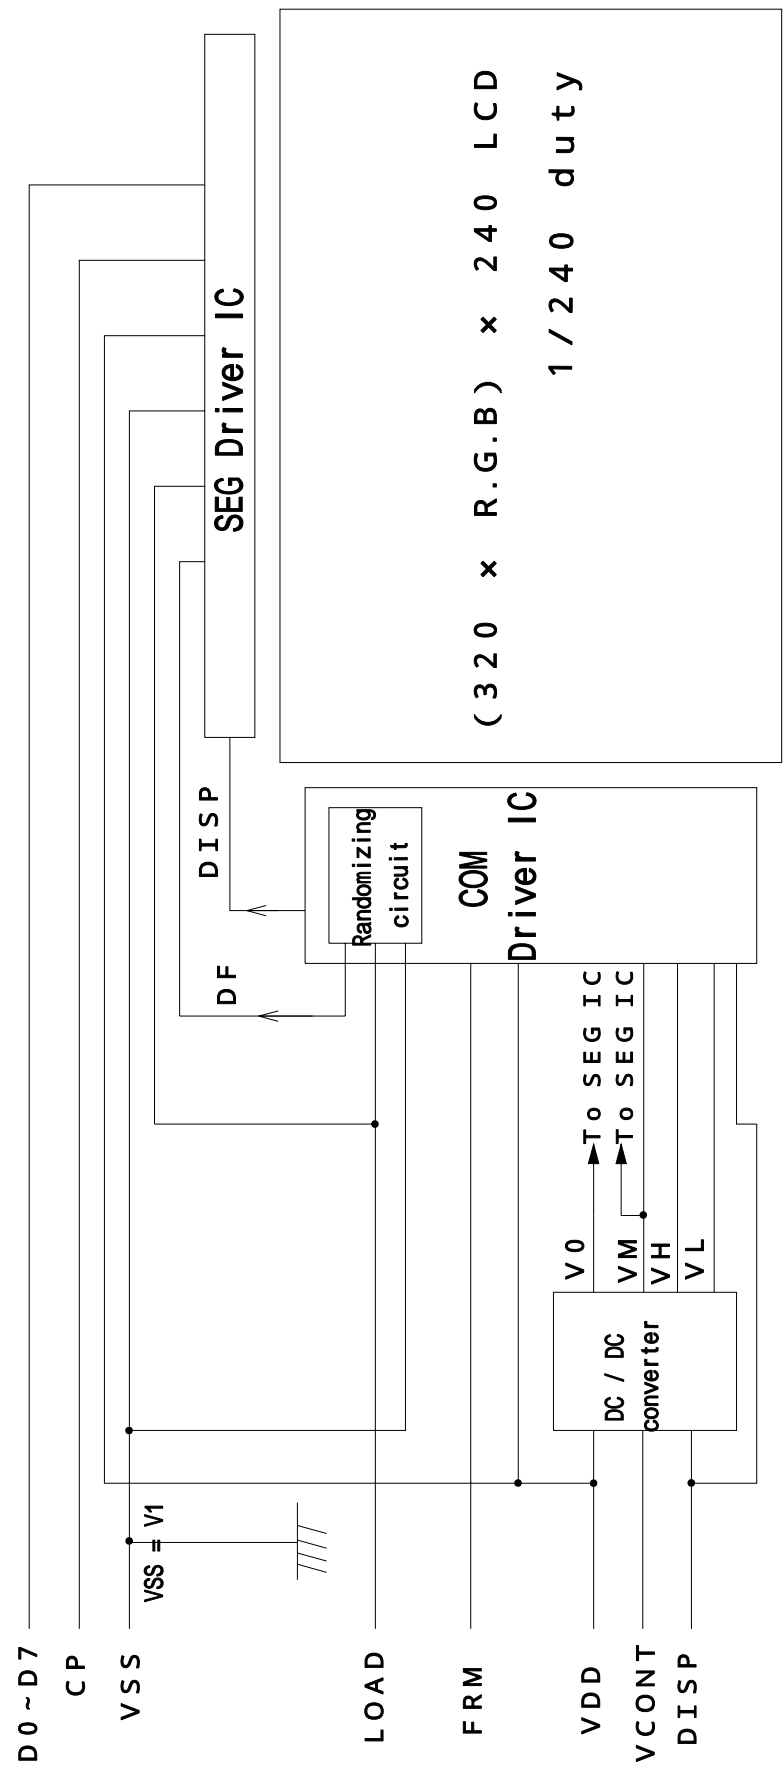 D0~D7
CP
VSS
VSS = V1
LOAD
FRM
VDD
VCONT
DISP
DC / DC
converter
V0
VM
VH
VL
To SEG IC
To SEG IC
DF
DISP
Randomizing
circuit
COM
Driver IC
SEG Driver IC
(320 × R.G.B) × 240 LCD
1/240 duty